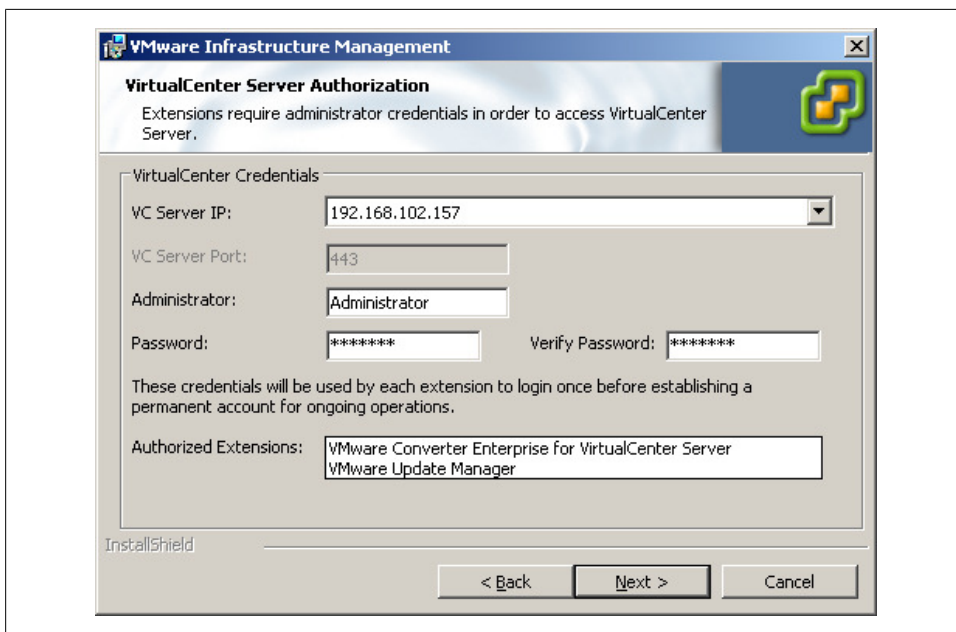 VMware Infrastructure Management
VirtualCenter Server Authorization
Extensions require administrator credentials in order to access VirtualCenter
Server.
VirtualCenter Credentials
VC Server IP: 192.168.102.157
VC Server Port: 443
Administrator: Administrator
Password: ******* Verify Password: *******
These credentials will be used by each extension to login once before establishing a
permanent account for ongoing operations.
Authorized Extensions: VMware Converter Enterprise for VirtualCenter Server
VMware Update Manager
InstallShield
< Back Next > Cancel